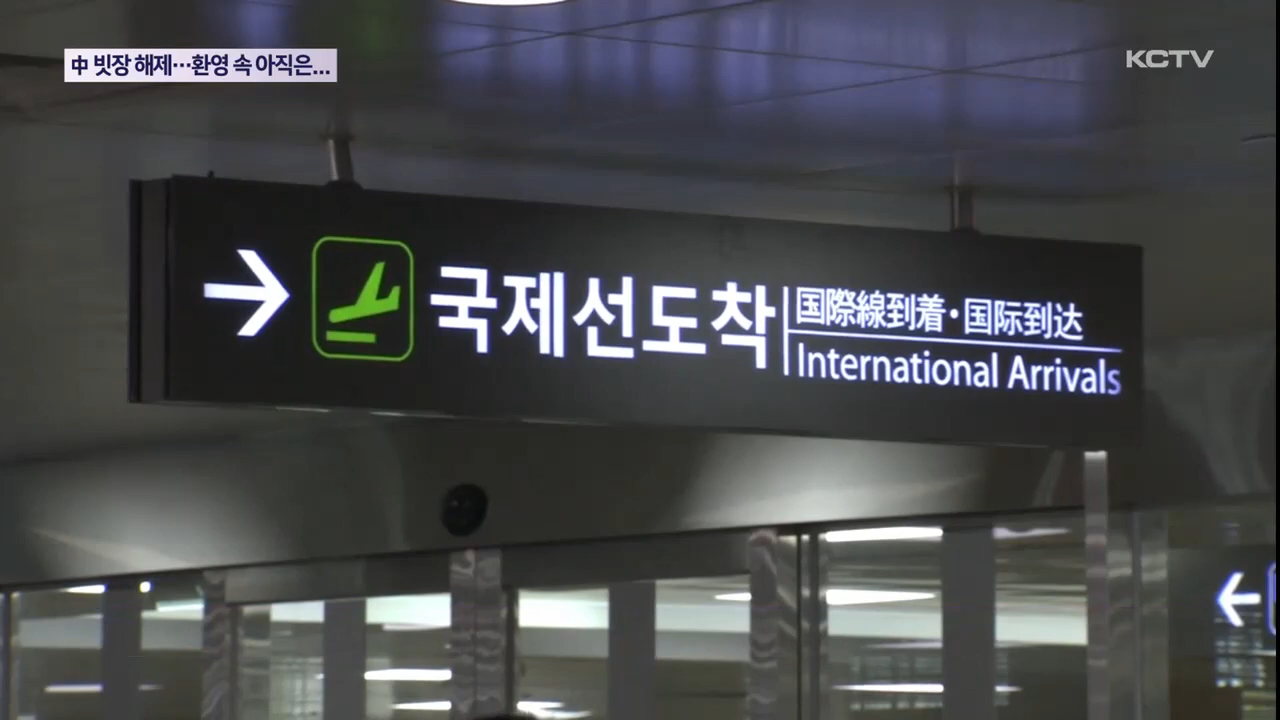 中 빗장 해제…환영 속 아직은...
KCTV
국제선도착
国際線到着·国际到达
International Arrivals